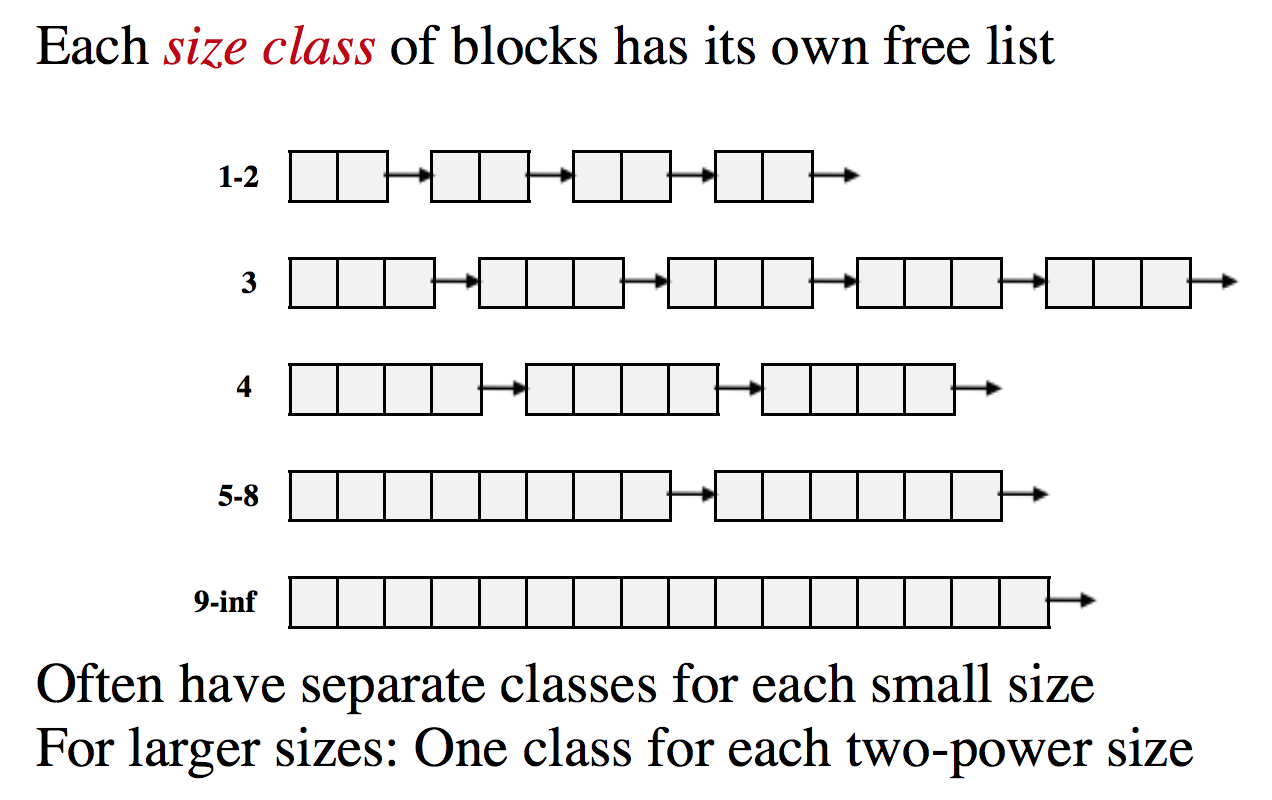 Each size class of blocks has its own free list
1-2
3
4
5-8
9-inf
Often have separate classes for each small size
For larger sizes: One class for each two-power size